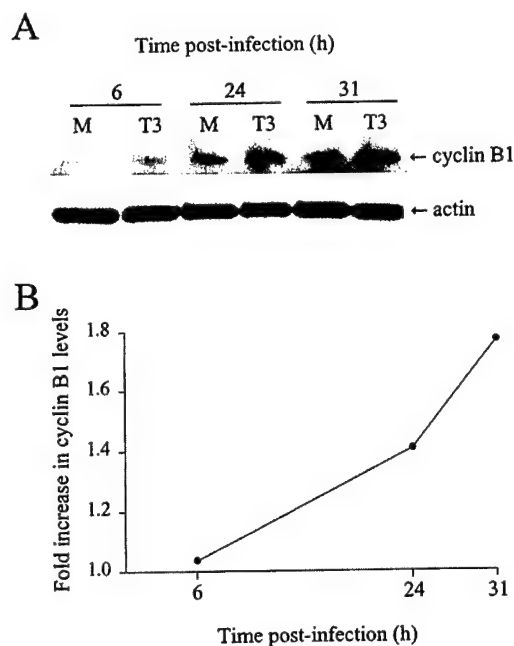 A
Time post-infection (h)
6 24 31
M T3 M T3 M T3
← cyclin B1
← actin
B
Fold increase in cyclin B1 levels
1.8
1.6
1.4
1.2
1.0
6 24 31
Time post-infection (h)